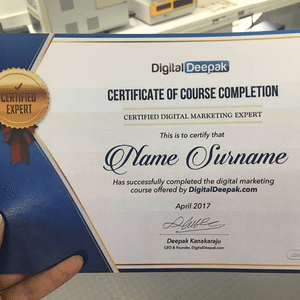 DigitalDeepak
CERTIFICATE OF COURSE COMPLETION
CERTIFIED DIGITAL MARKETING EXPERT
This is to certify that
Name Surname
Has successfully completed the digital marketing
course offered by DigitalDeepak.com
April 2017
Deepak Kanakaraju
CEO & Founder, DigitalDeepak.com
CERTIFIED
EXPERT